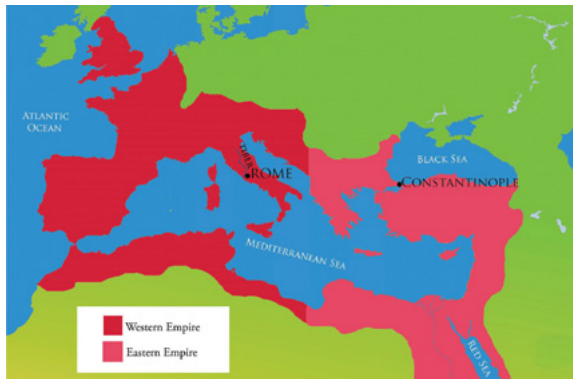 ATLANTIC
OCEAN
TIBER
ROME
BLACK SEA
CONSTANTINOPLE
MEDITERRANEAN SEA
RED SEA
Western Empire
Eastern Empire